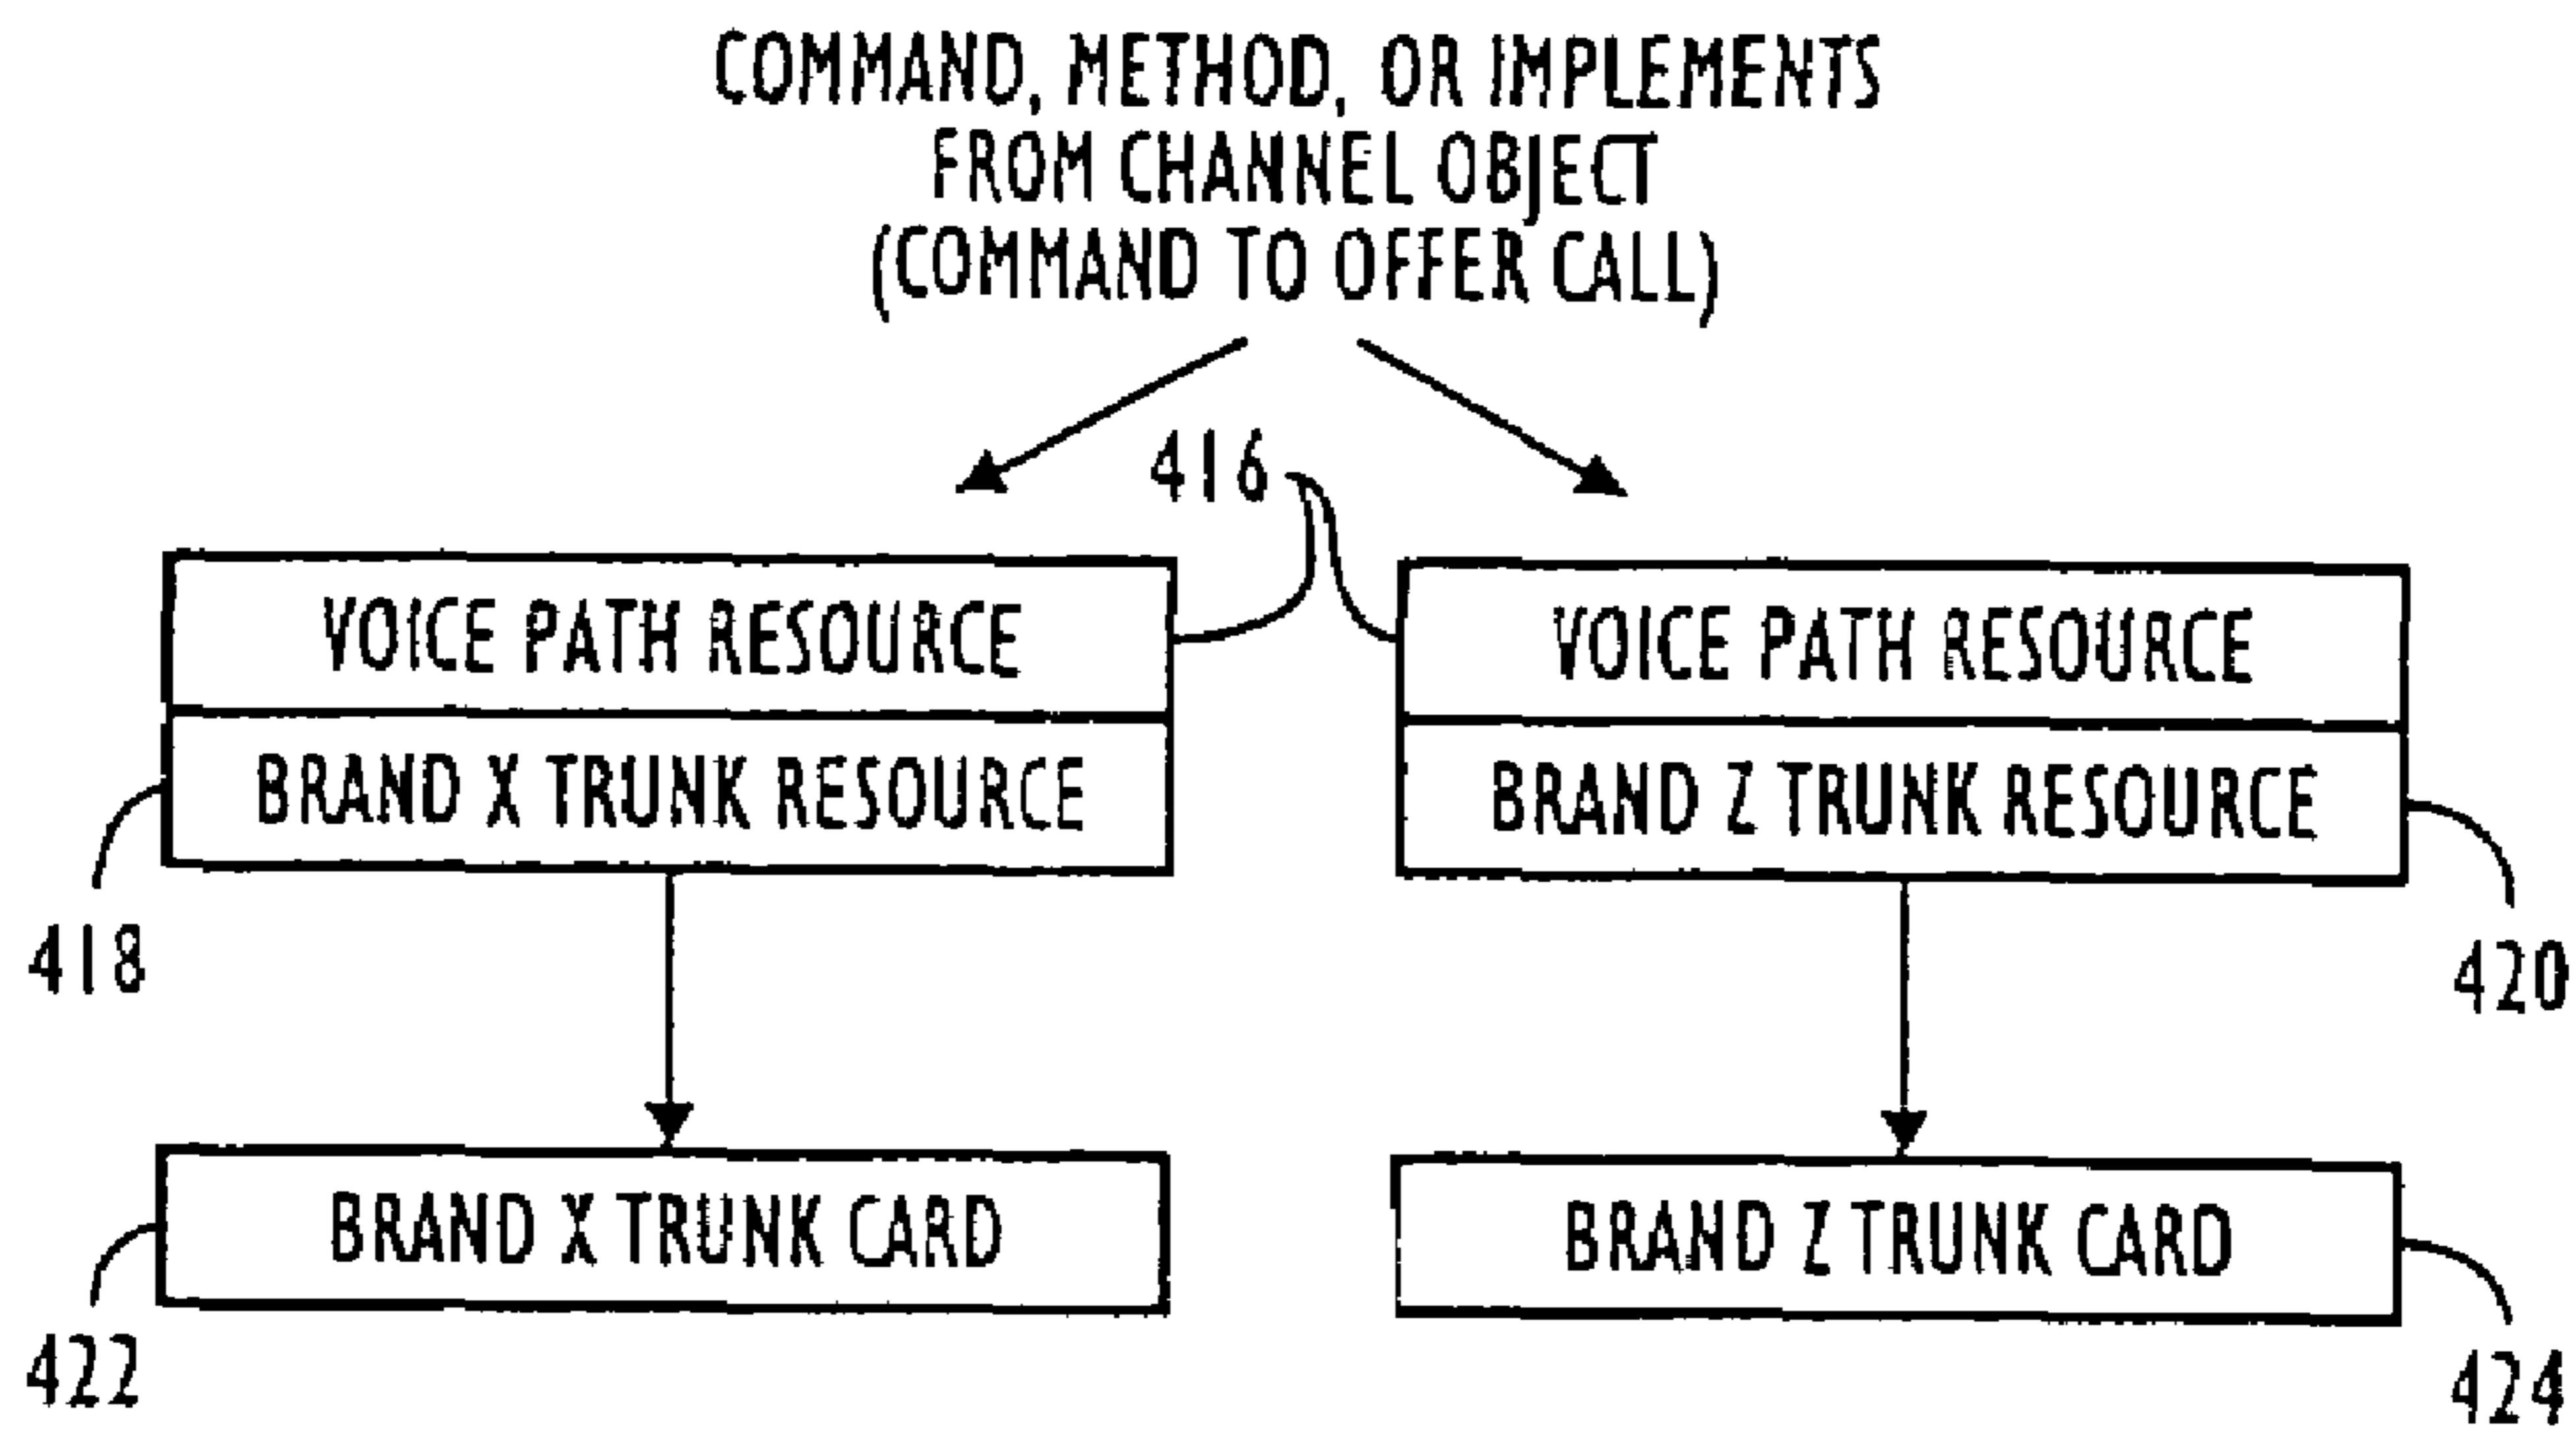 COMMAND, METHOD, OR IMPLEMENTS
FROM CHANNEL OBJECT
(COMMAND TO OFFER CALL)
416
VOICE PATH RESOURCE
VOICE PATH RESOURCE
BRAND X TRUNK RESOURCE
BRAND Z TRUNK RESOURCE
418
420
BRAND X TRUNK CARD
BRAND Z TRUNK CARD
422
424